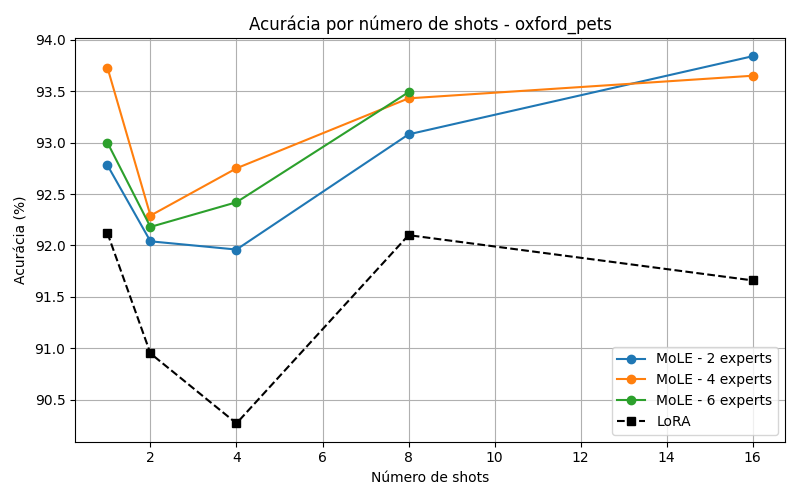 Acurácia por número de shots - oxford_pets
94.0
93.5
93.0
92.5
92.0
91.5
91.0
90.5
Acurácia (%)
MoLE - 2 experts
MoLE - 4 experts
MoLE - 6 experts
LoRA
2 4 6 8 10 12 14 16
Número de shots